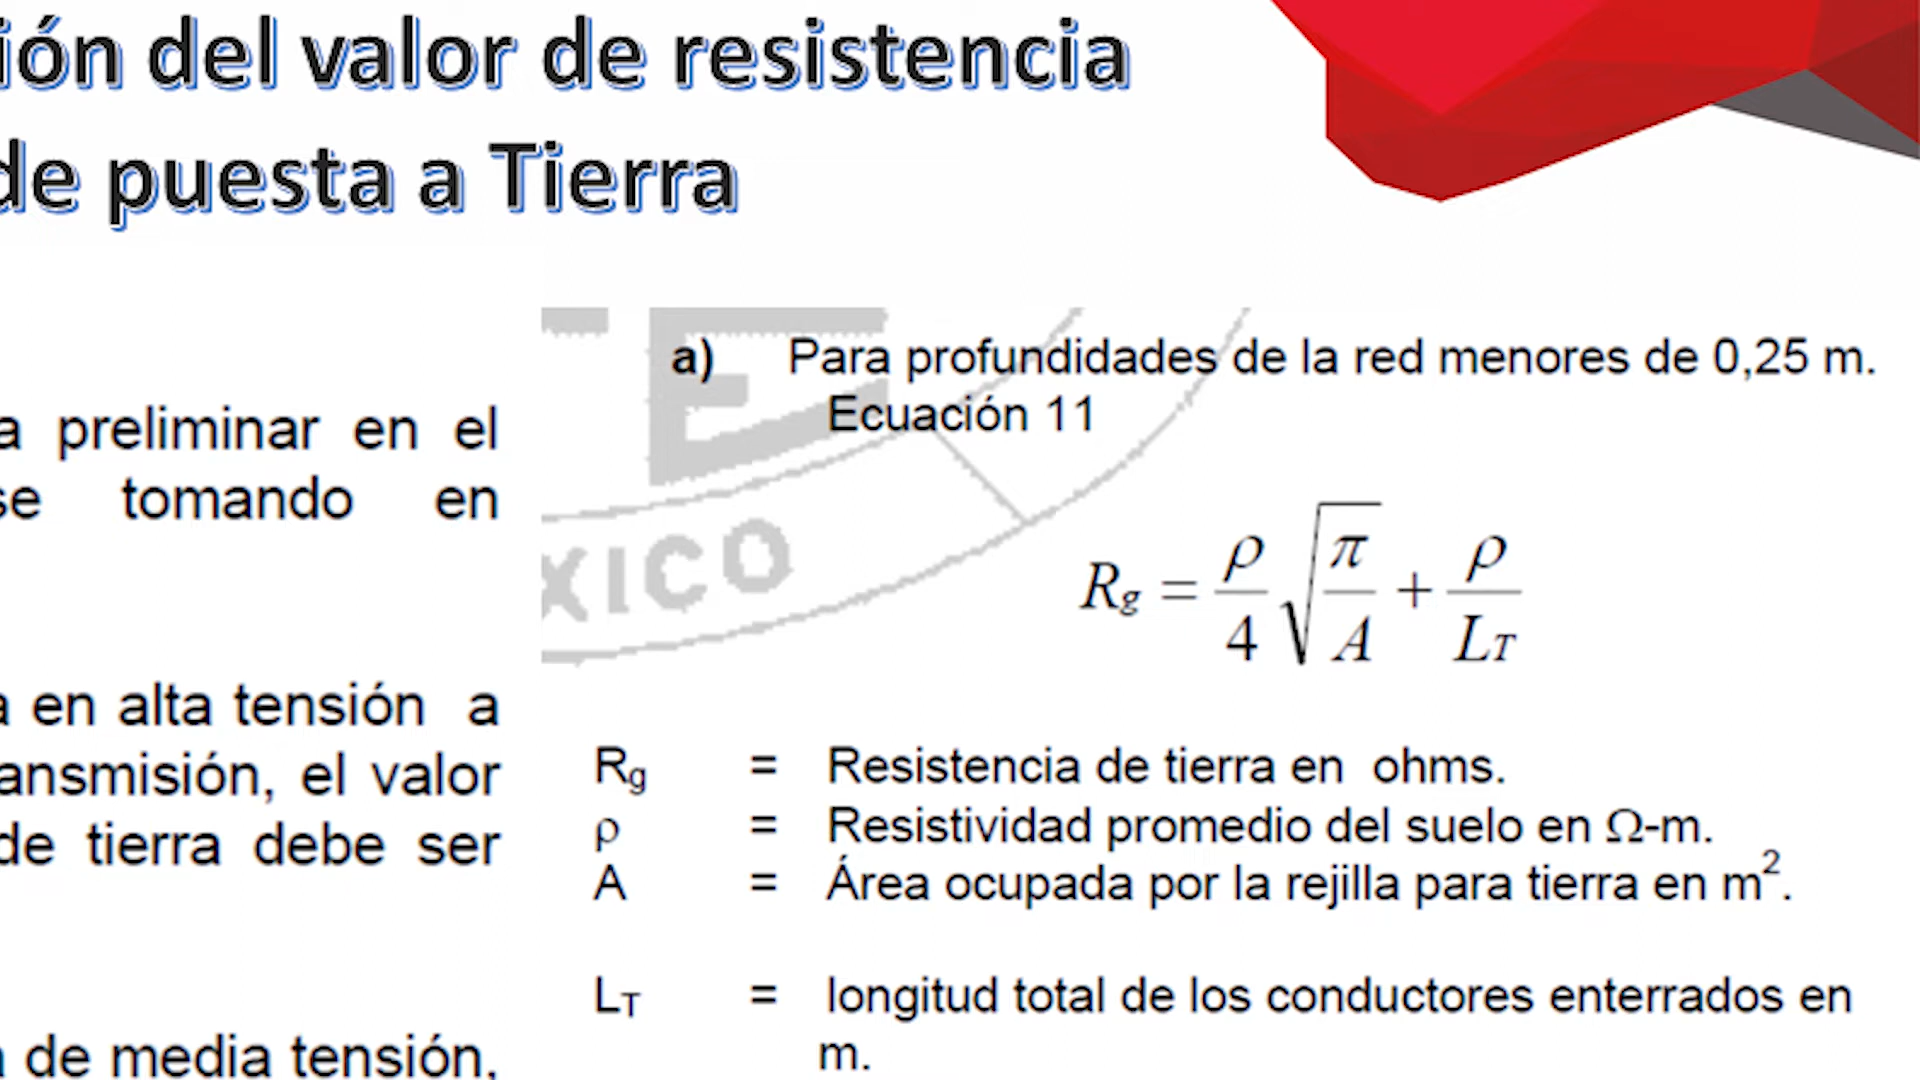 ión del valor de resistencia
de puesta a Tierra
a preliminar en el
se tomando en
a en alta tensión a
ansmisión, el valor
de tierra debe ser
a de media tensión,
XICO
a) Para profundidades de la red menores de 0,25 m.
Ecuación 11
R_g = ρ/4 √(π/A) + ρ/L_T
Rg = Resistencia de tierra en ohms.
ρ = Resistividad promedio del suelo en Ω-m.
A = Área ocupada por la rejilla para tierra en m².
LT = longitud total de los conductores enterrados en
m.